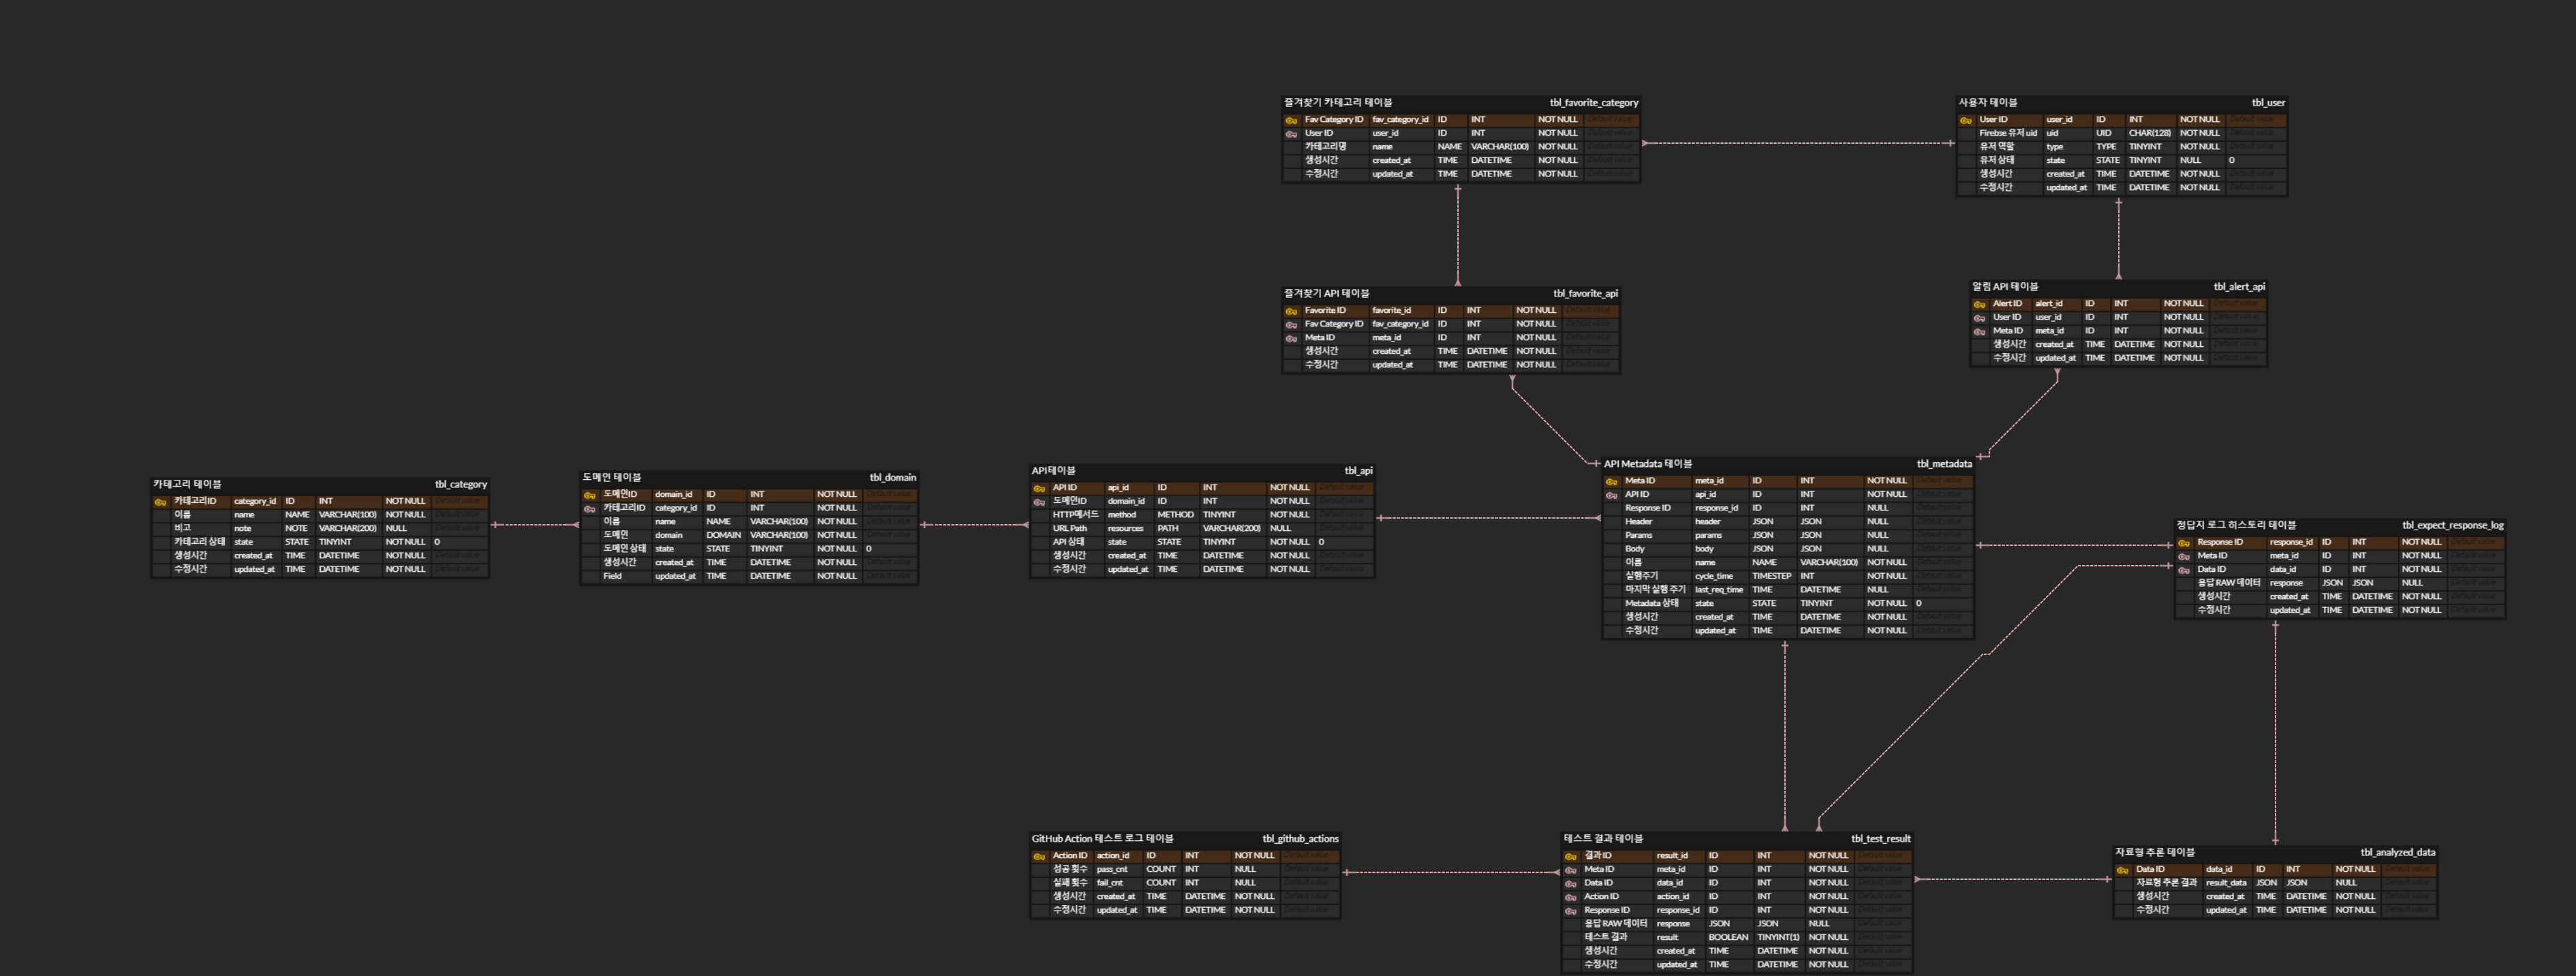 플겨찾기 카테고리 테이블 tbl_favorite_category
Fav Category ID fav_category_id ID INT NOT NULL Default value
User ID user_id ID INT NOT NULL Default value
카테고리명 name NAME VARCHAR(100) NOT NULL Default value
생성시간 created_at TIME DATETIME NOT NULL Default value
수정시간 updated_at TIME DATETIME NOT NULL Default value
사용자 테이블 tbl_user
User ID user_id ID INT NOT NULL Default value
Firebse 유저 uid uid UID CHAR(128) NOT NULL Default value
유저 역할 type TYPE TINYINT NOT NULL Default value
유저 상태 state STATE TINYINT NULL 0
생성시간 created_at TIME DATETIME NOT NULL Default value
수정시간 updated_at TIME DATETIME NOT NULL Default value
플겨찾기 API 테이블 tbl_favorite_api
Favorite ID favorite_id ID INT NOT NULL Default value
Fav Category ID fav_category_id ID INT NOT NULL Default value
Meta ID meta_id ID INT NOT NULL Default value
생성시간 created_at TIME DATETIME NOT NULL Default value
수정시간 updated_at TIME DATETIME NOT NULL Default value
알림 API 테이블 tbl_alert_api
Alert ID alert_id ID INT NOT NULL Default value
User ID user_id ID INT NOT NULL Default value
Meta ID meta_id ID INT NOT NULL Default value
생성시간 created_at TIME DATETIME NOT NULL Default value
수정시간 updated_at TIME DATETIME NOT NULL Default value
카테고리 테이블 tbl_category
카테고리ID category_id ID INT NOT NULL Default value
이름 name NAME VARCHAR(100) NOT NULL Default value
비고 note NOTE VARCHAR(200) NULL Default value
카테고리 상태 state STATE TINYINT NOT NULL 0
생성시간 created_at TIME DATETIME NOT NULL Default value
수정시간 updated_at TIME DATETIME NOT NULL Default value
도메인 테이블 tbl_domain
도메인ID domain_id ID INT NOT NULL Default value
카테고리ID category_id ID INT NOT NULL Default value
이름 name NAME VARCHAR(100) NOT NULL Default value
도메인 domain DOMAIN VARCHAR(100) NOT NULL Default value
도메인 상태 state STATE TINYINT NOT NULL 0
생성시간 created_at TIME DATETIME NOT NULL Default value
Field updated_at TIME DATETIME NOT NULL Default value
API테이블 tbl_api
API ID api_id ID INT NOT NULL Default value
도메인ID domain_id ID INT NOT NULL Default value
HTTP메서드 method METHOD TINYINT NOT NULL Default value
URL Path resources PATH VARCHAR(200) NULL Default value
API 상태 state STATE TINYINT NOT NULL 0
생성시간 created_at TIME DATETIME NOT NULL Default value
수정시간 updated_at TIME DATETIME NOT NULL Default value
API Metadata 테이블 tbl_metadata
Meta ID meta_id ID INT NOT NULL Default value
API ID api_id ID INT NOT NULL Default value
Response ID response_id ID INT NULL Default value
Header header JSON JSON NULL Default value
Params params JSON JSON NULL Default value
Body body JSON JSON NULL Default value
이름 name NAME VARCHAR(100) NOT NULL Default value
실행주기 cycle_time TIMESTEP INT NOT NULL Default value
마지막 실행 주기 last_req_time TIME DATETIME NULL Default value
Metadata 상태 state STATE TINYINT NOT NULL 0
생성시간 created_at TIME DATETIME NOT NULL Default value
수정시간 updated_at TIME DATETIME NOT NULL Default value
정답지 로그 히스토리 테이블 tbl_expect_response_log
Response ID response_id ID INT NOT NULL Default value
Meta ID meta_id ID INT NOT NULL Default value
Data ID data_id ID INT NOT NULL Default value
응답 RAW 데이터 response JSON JSON NULL Default value
생성시간 created_at TIME DATETIME NOT NULL Default value
수정시간 updated_at TIME DATETIME NOT NULL Default value
GitHub Action 테스트 로그 테이블 tbl_github_actions
Action ID action_id ID INT NOT NULL Default value
성공 횟수 pass_cnt COUNT INT NULL Default value
실패 횟수 fail_cnt COUNT INT NULL Default value
생성시간 created_at TIME DATETIME NOT NULL Default value
수정시간 updated_at TIME DATETIME NOT NULL Default value
테스트 결과 테이블 tbl_test_result
결과 ID result_id ID INT NOT NULL Default value
Meta ID meta_id ID INT NOT NULL Default value
Data ID data_id ID INT NOT NULL Default value
Action ID action_id ID INT NOT NULL Default value
Response ID response_id ID INT NOT NULL Default value
응답 RAW 데이터 response JSON JSON NULL Default value
테스트 결과 result BOOLEAN TINYINT(1) NOT NULL Default value
생성시간 created_at TIME DATETIME NOT NULL Default value
수정시간 updated_at TIME DATETIME NOT NULL Default value
자료형 추론 테이블 tbl_analyzed_data
Data ID data_id ID INT NOT NULL Default value
자료형 추론 결과 result_data JSON JSON NULL Default value
생성시간 created_at TIME DATETIME NOT NULL Default value
수정시간 updated_at TIME DATETIME NOT NULL Default value